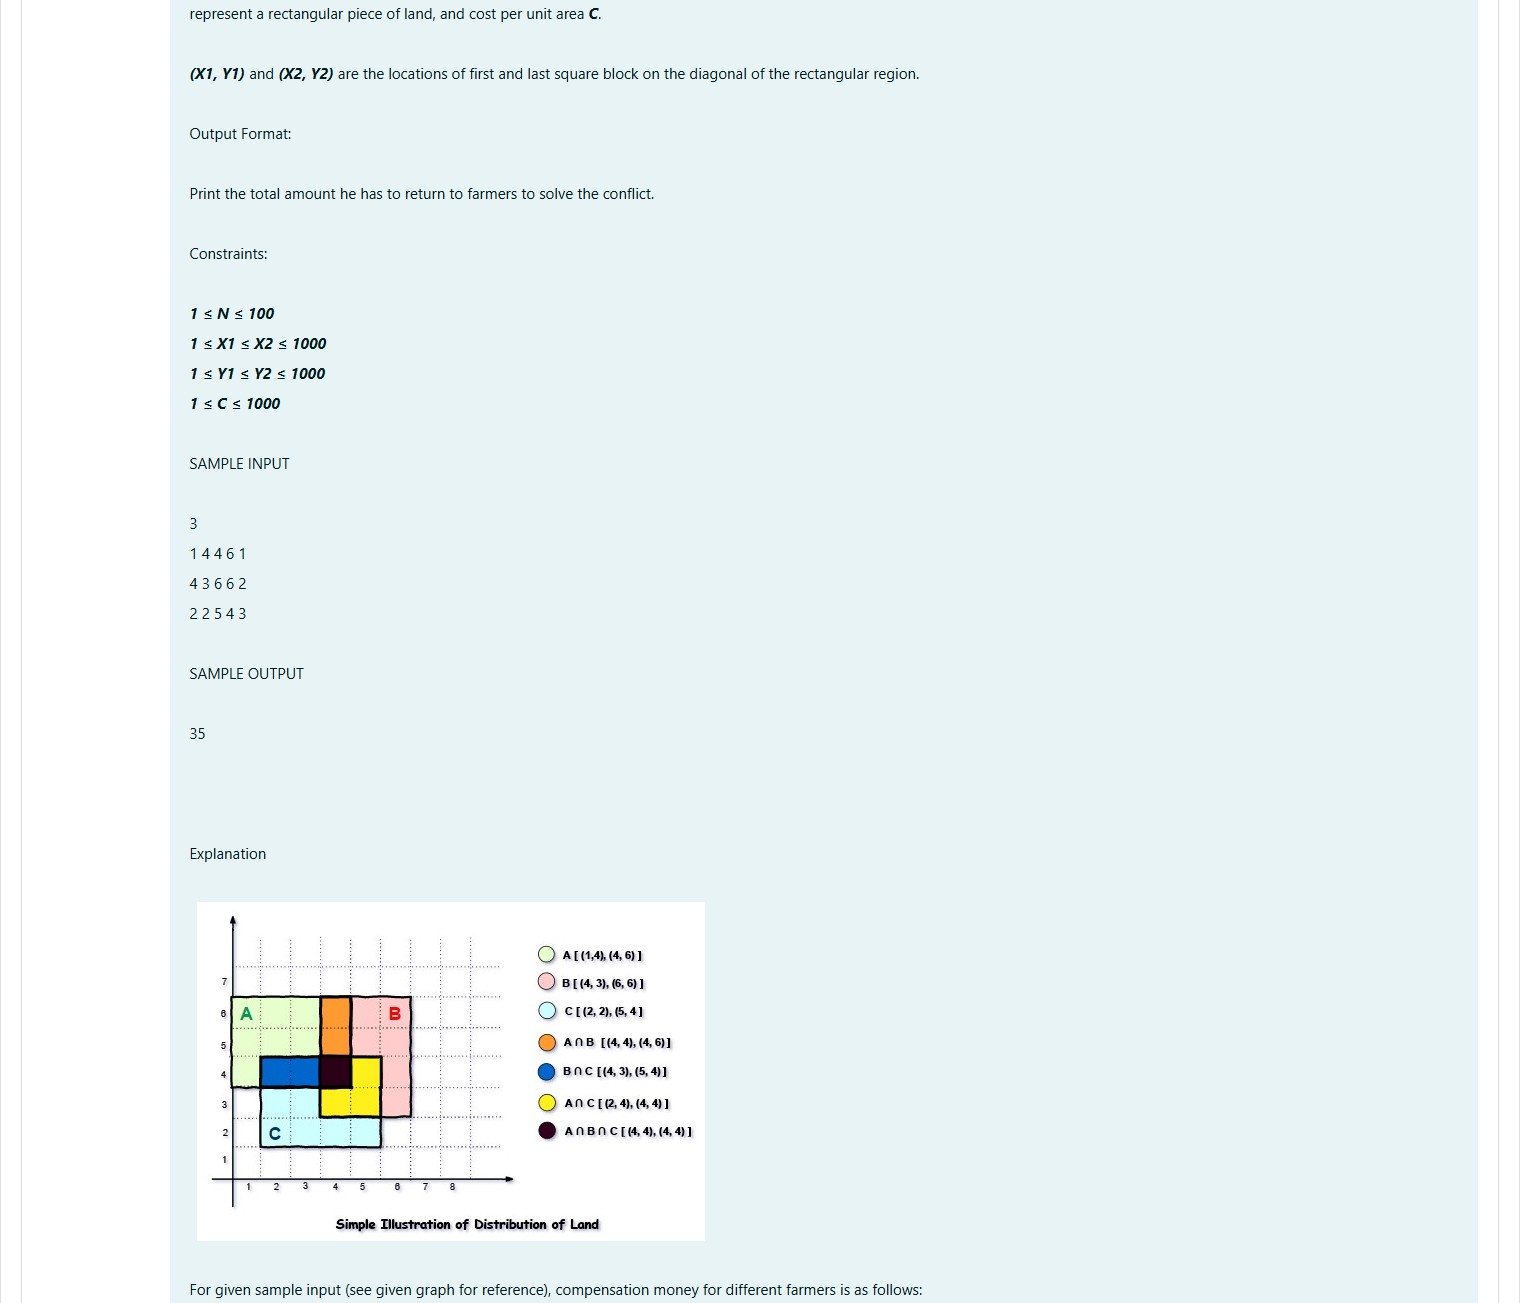 represent a rectangular piece of land, and cost per unit area C.
(X1, Y1) and (X2, Y2) are the locations of first and last square block on the diagonal of the rectangular region.
Output Format:
Print the total amount he has to return to farmers to solve the conflict.
Constraints:
1 ≤ N ≤ 100
1 ≤ X1 ≤ X2 ≤ 1000
1 ≤ Y1 ≤ Y2 ≤ 1000
1 ≤ C ≤ 1000
SAMPLE INPUT
3
1 4 4 6 1
4 3 6 6 2
2 2 5 4 3
SAMPLE OUTPUT
35
Explanation
7
6
5
4
3
2
1
A
B
C
1 2 3 4 5 6 7 8
A [ (1,4), (4, 6) ]
B [ (4, 3), (6, 6) ]
C [ (2, 2), (5, 4 ]
A ∩ B [(4, 4), (4, 6)]
B ∩ C [(4, 3), (5, 4)]
A ∩ C [ (2, 4), (4, 4) ]
A ∩ B ∩ C [ (4, 4), (4, 4) ]
Simple Illustration of Distribution of Land
For given sample input (see given graph for reference), compensation money for different farmers is as follows: